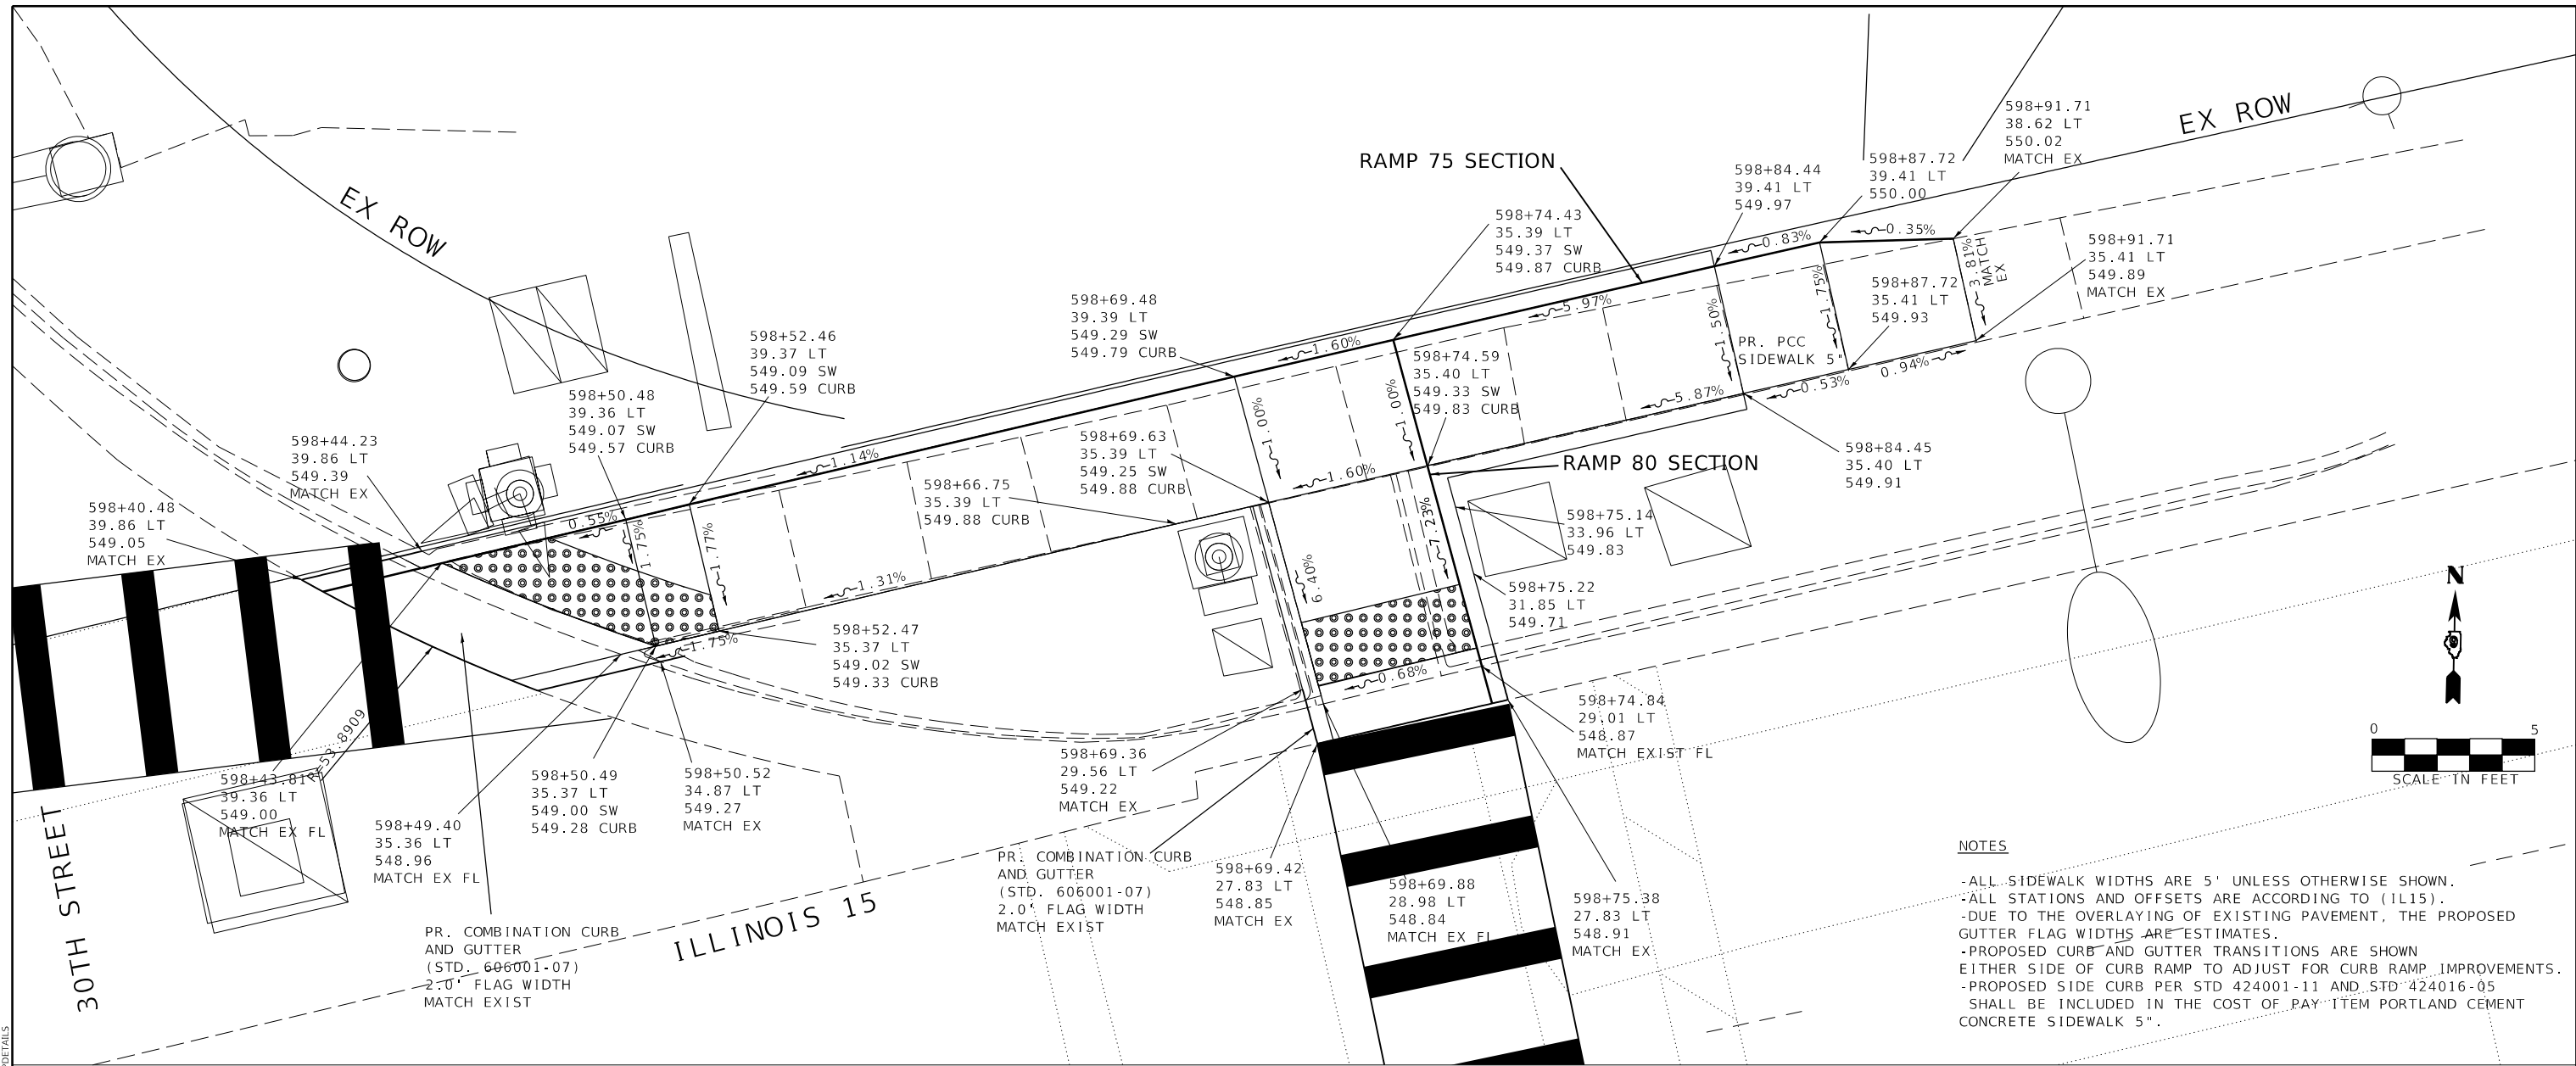 EX ROW
EX ROW
RAMP 75 SECTION
RAMP 80 SECTION
598+91.71
38.62 LT
550.02
MATCH EX
598+87.72
39.41 LT
550.00
598+84.44
39.41 LT
549.97
598+74.43
35.39 LT
549.37 SW
549.87 CURB
598+91.71
35.41 LT
549.89
MATCH EX
598+87.72
35.41 LT
549.93
598+69.48
39.39 LT
549.29 SW
549.79 CURB
598+52.46
39.37 LT
549.09 SW
549.59 CURB
598+74.59
35.40 LT
549.33 SW
549.83 CURB
PR. PCC
SIDEWALK 5"
598+50.48
39.36 LT
549.07 SW
549.57 CURB
598+44.23
39.86 LT
549.39
MATCH EX
598+69.63
35.39 LT
549.25 SW
549.88 CURB
598+84.45
35.40 LT
549.91
598+66.75
35.39 LT
549.88 CURB
598+40.48
39.86 LT
549.05
MATCH EX
598+75.14
33.96 LT
549.83
598+75.22
31.85 LT
549.71
598+52.47
35.37 LT
549.02 SW
549.33 CURB
598+74.84
29.01 LT
548.87
MATCH EXIST FL
598+69.36
29.56 LT
549.22
MATCH EX
598+43.81
39.36 LT
549.00
MATCH EX FL
598+50.49
35.37 LT
549.00 SW
549.28 CURB
598+50.52
34.87 LT
549.27
MATCH EX
598+49.40
35.36 LT
548.96
MATCH EX FL
PR. COMBINATION CURB
AND GUTTER
(STD. 606001-07)
2.0' FLAG WIDTH
MATCH EXIST
598+69.42
27.83 LT
548.85
MATCH EX
598+69.88
28.98 LT
548.84
MATCH EX FL
598+75.38
27.83 LT
548.91
MATCH EX
PR. COMBINATION CURB
AND GUTTER
(STD. 606001-07)
2.0' FLAG WIDTH
MATCH EXIST
0.55%
1.75%
1.77%
1.14%
1.31%
1.75%
1.00%
1.60%
1.00%
1.60%
5.97%
5.87%
1.50%
0.83%
0.35%
1.75%
3.81%
MATCH
EX
0.53%
0.94%
6.40%
7.23%
0.68%
R=53.8909
30TH STREET
ILLINOIS 15
N
0 5
SCALE IN FEET
NOTES
-ALL SIDEWALK WIDTHS ARE 5' UNLESS OTHERWISE SHOWN.
-ALL STATIONS AND OFFSETS ARE ACCORDING TO (IL15).
-DUE TO THE OVERLAYING OF EXISTING PAVEMENT, THE PROPOSED
GUTTER FLAG WIDTHS ARE ESTIMATES.
-PROPOSED CURB AND GUTTER TRANSITIONS ARE SHOWN
EITHER SIDE OF CURB RAMP TO ADJUST FOR CURB RAMP IMPROVEMENTS.
-PROPOSED SIDE CURB PER STD 424001-11 AND STD 424016-05
SHALL BE INCLUDED IN THE COST OF PAY ITEM PORTLAND CEMENT
CONCRETE SIDEWALK 5".